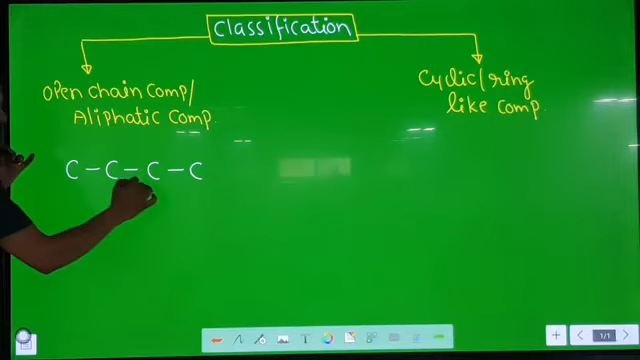 Classification
Open chain comp/
Aliphatic comp.
Cyclic/ring
like comp.
C – C – C – C
1/1